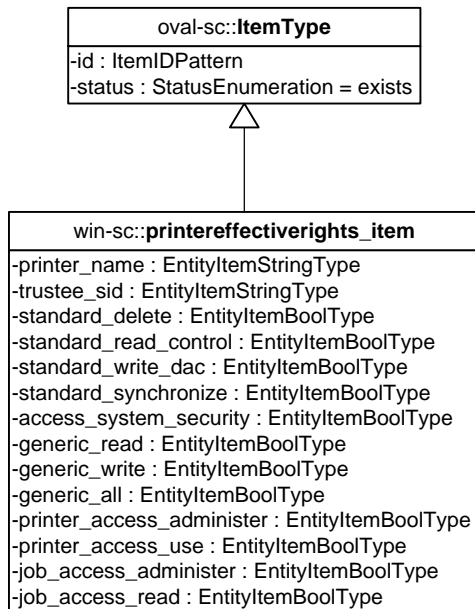 oval-sc::ItemType
-id : ItemIDPattern
-status : StatusEnumeration = exists
win-sc::printereffectiverights_item
-printer_name : EntityItemStringType
-trustee_sid : EntityItemStringType
-standard_delete : EntityItemBoolType
-standard_read_control : EntityItemBoolType
-standard_write_dac : EntityItemBoolType
-standard_synchronize : EntityItemBoolType
-access_system_security : EntityItemBoolType
-generic_read : EntityItemBoolType
-generic_write : EntityItemBoolType
-generic_all : EntityItemBoolType
-printer_access_administer : EntityItemBoolType
-printer_access_use : EntityItemBoolType
-job_access_administer : EntityItemBoolType
-job_access_read : EntityItemBoolType